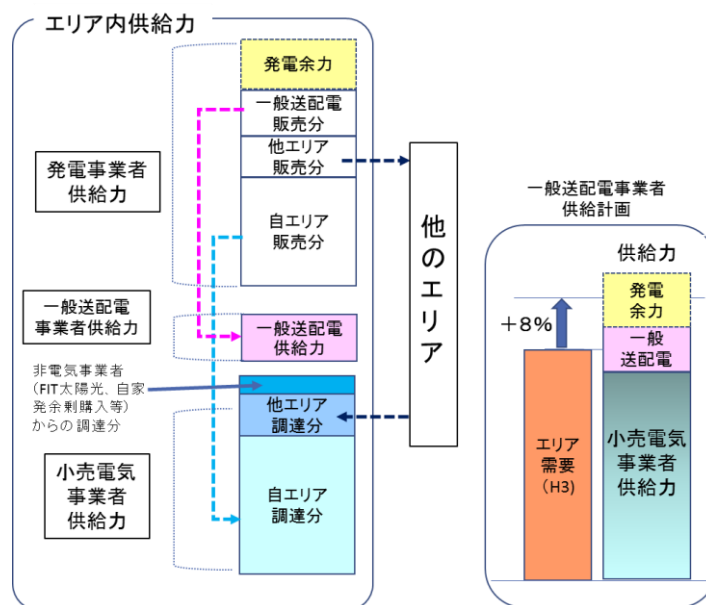 エリア内供給力
発電余力
一般送配電
販売分
他エリア
販売分
自エリア
販売分
発電事業者
供給力
一般送配電
事業者供給力
一般送配電
供給力
非電気事業者
（FIT太陽光、自家
発余剰購入等）
からの調達分
他エリア
調達分
自エリア
調達分
小売電気
事業者
供給力
他のエリア
一般送配電事業者
供給計画
供給力
発電
余力
＋8%
一般
送配電
エリア
需要
（H3)
小売電気
事業者
供給力